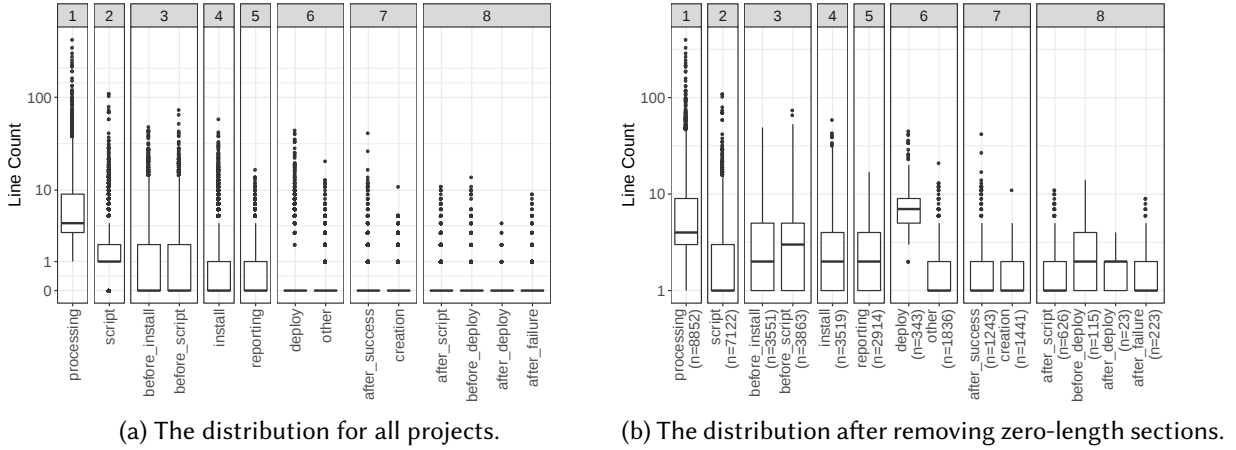 1 2 3 4 5 6 7 8
Line Count
100
10
1
0
processing
script
before_install
before_script
install
reporting
deploy
other
after_success
creation
after_script
before_deploy
after_deploy
after_failure
(a) The distribution for all projects.
1 2 3 4 5 6 7 8
Line Count
100
10
1
processing
(n=8852)
script
(n=7122)
before_install
(n=3551)
before_script
(n=3863)
install
(n=3519)
reporting
(n=2914)
deploy
(n=343)
other
(n=1836)
after_success
(n=1243)
creation
(n=1441)
after_script
(n=626)
before_deploy
(n=115)
after_deploy
(n=23)
after_failure
(n=223)
(b) The distribution after removing zero-length sections.